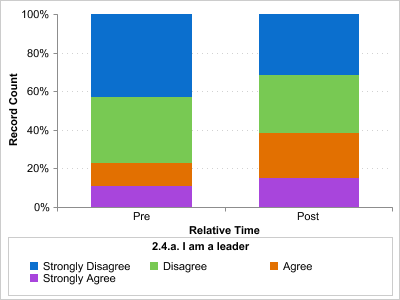 100%
80%
60%
40%
20%
0%
Record Count
Pre Post
Relative Time
2.4.a. I am a leader
Strongly Disagree Disagree Agree
Strongly Agree